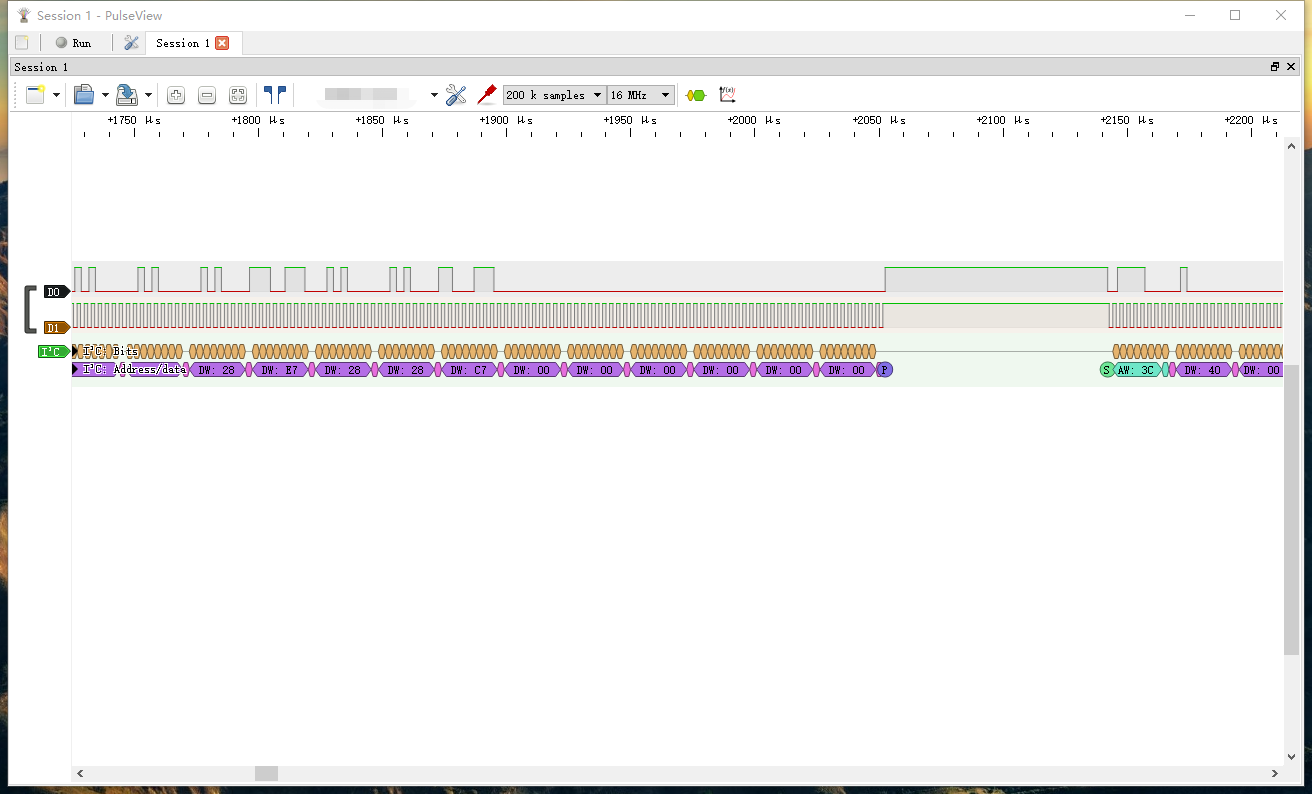 Session 1 - PulseView
Run
Session 1
Session 1
200 k samples
16 MHz
+1750 µs +1800 µs +1850 µs +1900 µs +1950 µs +2000 µs +2050 µs +2100 µs +2150 µs +2200 µs
D0
D1
I²C I²C: Bits
I²C: Address/data DW: 28 DW: E7 DW: 28 DW: 28 DW: C7 DW: 00 DW: 00 DW: 00 DW: 00 DW: 00 DW: 00 P S AW: 3C DW: 40 DW: 00